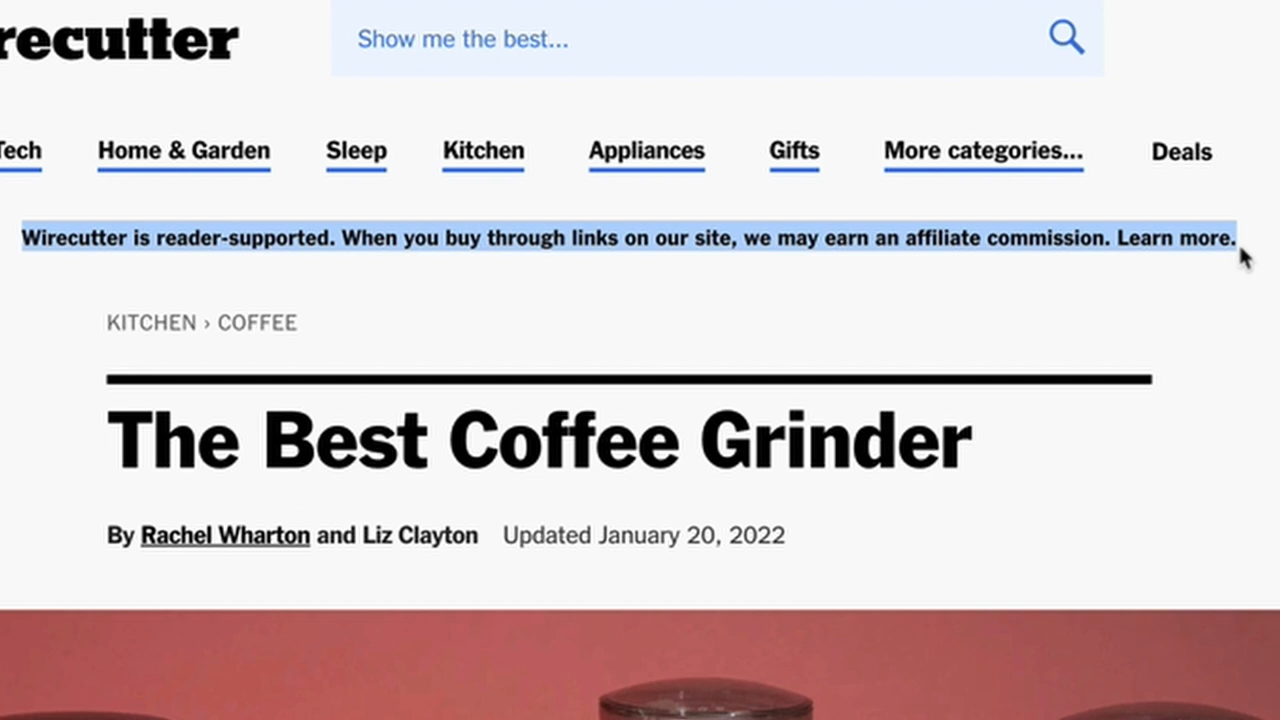 recutter
Show me the best...
Tech Home & Garden Sleep Kitchen Appliances Gifts More categories... Deals
Wirecutter is reader-supported. When you buy through links on our site, we may earn an affiliate commission. Learn more.
KITCHEN › COFFEE
The Best Coffee Grinder
By Rachel Wharton and Liz Clayton Updated January 20, 2022